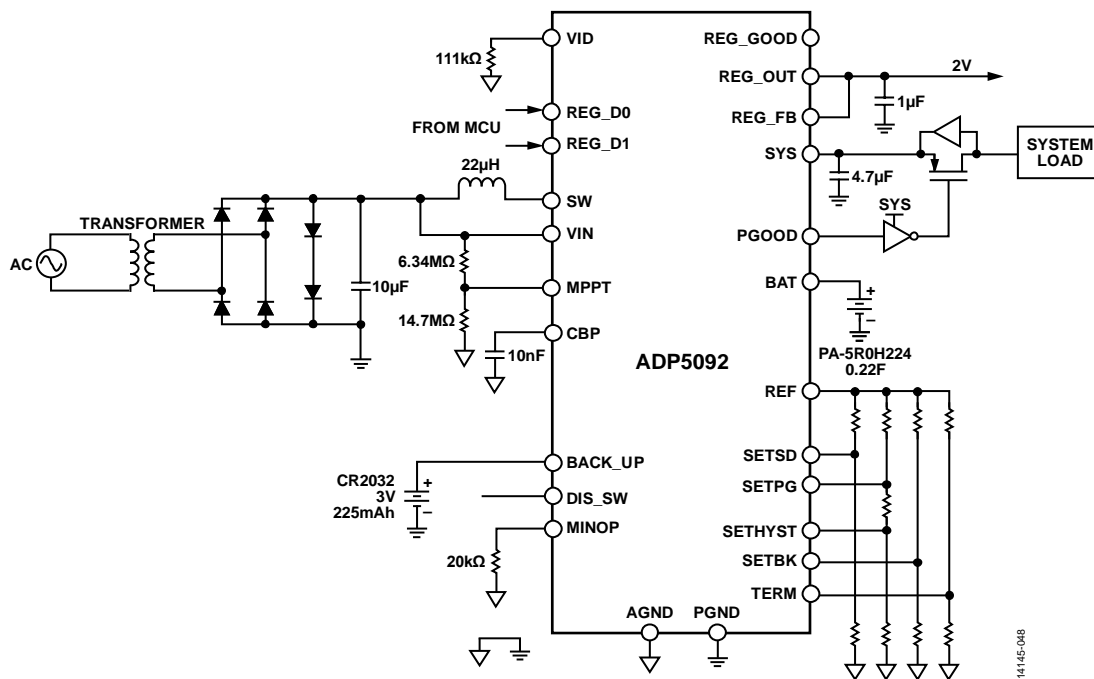 VID
REG_GOOD
111kΩ
REG_OUT
2V
1µF
REG_D0
REG_FB
FROM MCU
REG_D1
SYS
SYSTEM
LOAD
4.7µF
22µH
SW
SYS
TRANSFORMER
VIN
PGOOD
AC
6.34MΩ
10µF
MPPT
BAT
+
–
14.7MΩ
CBP
10nF
ADP5092
PA-5R0H224
0.22F
REF
BACK_UP
SETSD
CR2032
3V
225mAh
+
–
DIS_SW
SETPG
MINOP
SETHYST
20kΩ
SETBK
TERM
AGND
PGND
14145-048